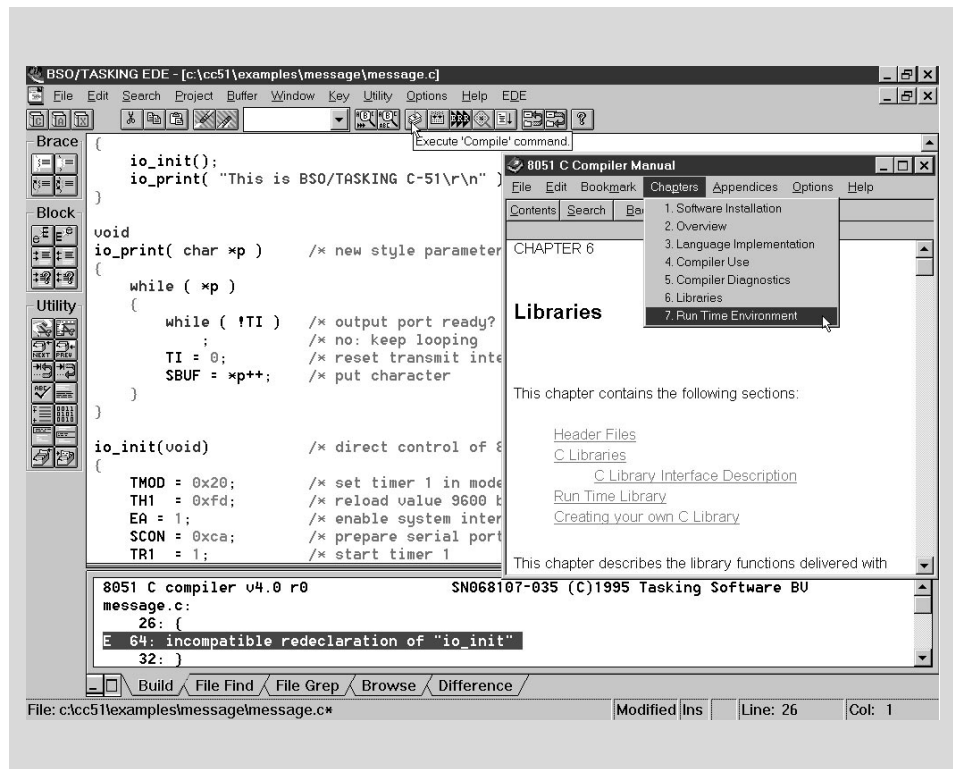 BSO/TASKING EDE - [c:\cc51\examples\message\message.c]
File Edit Search Project Buffer Window Key Utility Options Help EDE
Execute 'Compile' command.
Brace
Block
Utility
{
io_init();
io_print( "This is BSO/TASKING C-51\r\n" )
}
void
io_print( char *p ) /* new style parameter
{
while ( *p )
{
while ( !TI ) /* output port ready?
; /* no: keep looping
TI = 0; /* reset transmit inte
SBUF = *p++; /* put character
}
}
io_init(void) /* direct control of 8
{
TMOD = 0x20; /* set timer 1 in mode
TH1 = 0xfd; /* reload value 9600 b
EA = 1; /* enable system inter
SCON = 0xca; /* prepare serial port
TR1 = 1; /* start timer 1
8051 C Compiler Manual
File Edit Bookmark Chapters Appendices Options Help
Contents Search Ba
1. Software Installation
2. Overview
3. Language Implementation
4. Compiler Use
5. Compiler Diagnostics
6. Libraries
7. Run Time Environment
CHAPTER 6
Libraries
This chapter contains the following sections:
Header Files
C Libraries
C Library Interface Description
Run Time Library
Creating your own C Library
This chapter describes the library functions delivered with
8051 C compiler v4.0 r0 SN068107-035 (C)1995 Tasking Software BV
message.c:
26: {
E 64: incompatible redeclaration of "io_init"
32: }
Build File Find File Grep Browse Difference
File: c:\cc51\examples\message\message.c* Modified Ins Line: 26 Col: 1